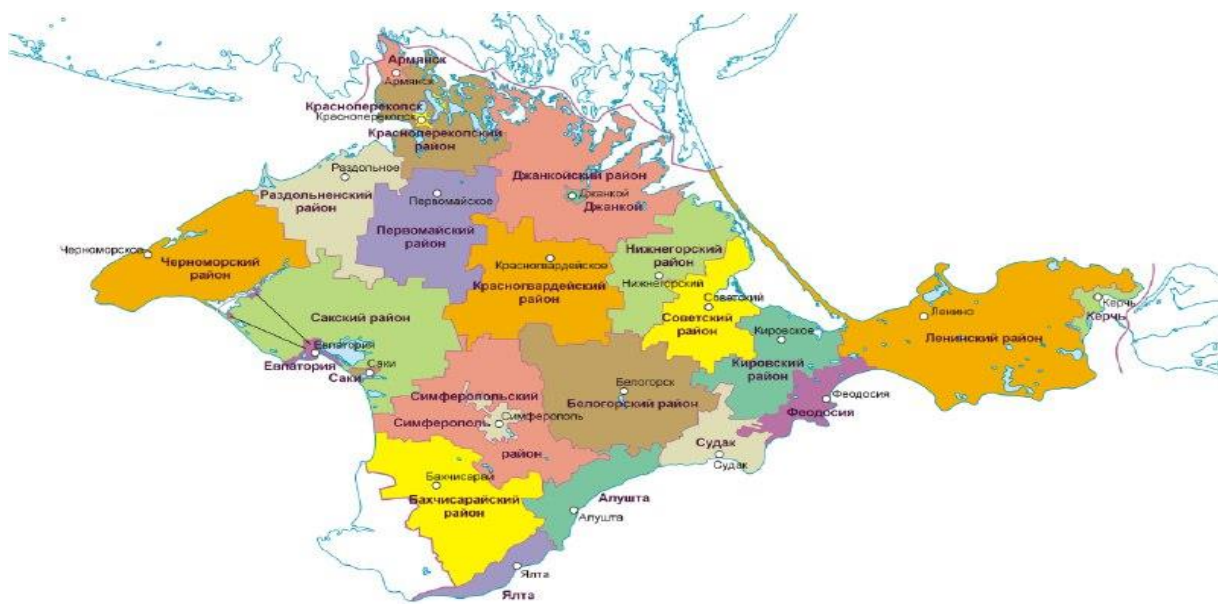 Армянск
Армянск
Красноперекопск
Красноперекопск
Красноперекопский
район
Раздольное
Раздольненский
район
Первомайское
Первомайский
район
Джанкойский район
Джанкой
Джанкой
Черноморское
Черноморский
район
Красногвардейское
Красногвардейский
район
Нижнегорский
район
Нижнегорский
Советский
Советский
район
Сакский район
Евпатория
Евпатория
Саки
Саки
Кировское
Кировский
район
Ленино
Ленинский район
Керчь
Керчь
Симферопольский
Симферополь
Симферополь
район
Белогорск
Белогорский район
Феодосия
Феодосия
Судак
Судак
Бахчисарай
Бахчисарайский
район
Алушта
Алушта
Ялта
Ялта